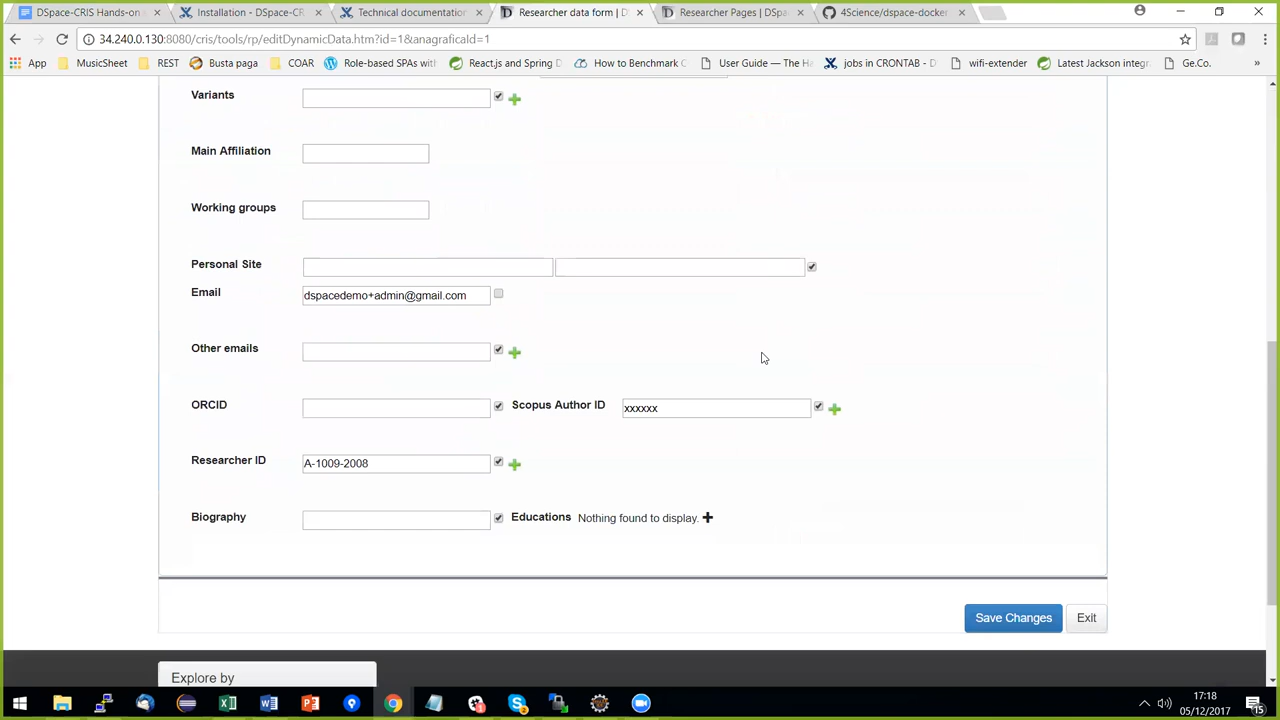 DSpace-CRIS Hands-on
Installation - DSpace-CR
Technical documentation
Researcher data form | D
Researcher Pages | DSpa
4Science/dspace-docker
34.240.0.130:8080/cris/tools/rp/editDynamicData.htm?id=1&anagraficaId=1
App
MusicSheet
REST
Busta paga
COAR
Role-based SPAs wit
React.js and Spring D
How to Benchmark C
User Guide — The Ha
jobs in CRONTAB - D
wifi-extender
Latest Jackson integr
Ge.Co.
»
Variants
Main Affiliation
Working groups
Personal Site
Email dspacedemo+admin@gmail.com
Other emails
ORCID Scopus Author ID xxxxxx
Researcher ID A-1009-2008
Biography Educations Nothing found to display.
Save Changes Exit
Explore by
17:18
05/12/2017
15